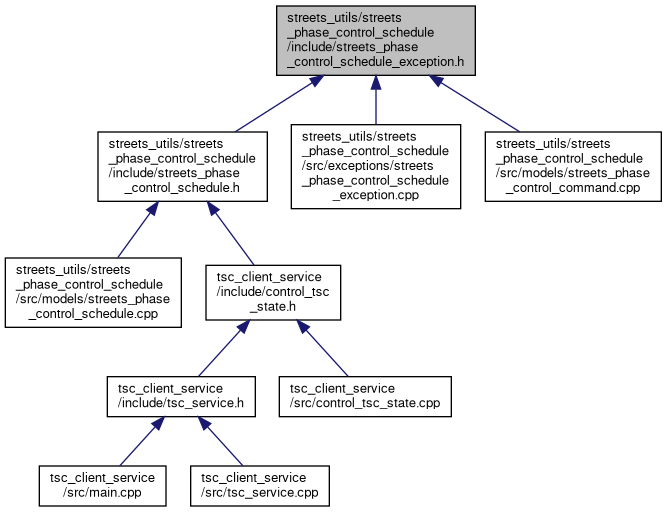 streets_utils/streets
_phase_control_schedule
/include/streets_phase
_control_schedule_exception.h
streets_utils/streets
_phase_control_schedule
/include/streets_phase
_control_schedule.h
streets_utils/streets
_phase_control_schedule
/src/exceptions/streets
_phase_control_schedule
_exception.cpp
streets_utils/streets
_phase_control_schedule
/src/models/streets_phase
_control_command.cpp
streets_utils/streets
_phase_control_schedule
/src/models/streets_phase
_control_schedule.cpp
tsc_client_service
/include/control_tsc
_state.h
tsc_client_service
/include/tsc_service.h
tsc_client_service
/src/control_tsc_state.cpp
tsc_client_service
/src/main.cpp
tsc_client_service
/src/tsc_service.cpp